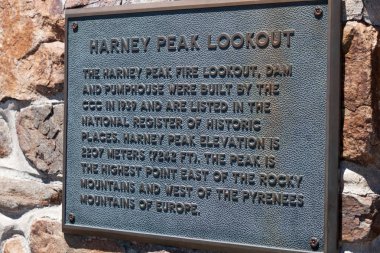 HARNEY PEAK LOOKOUT
THE HARNEY PEAK FIRE LOOKOUT, DAM
AND PUMPHOUSE WERE BUILT BY THE
CCC IN 1939 AND ARE LISTED IN THE
NATIONAL REGISTER OF HISTORIC
PLACES. HARNEY PEAK ELEVATION IS
2207 METERS (7242 FT). THE PEAK IS
THE HIGHEST POINT EAST OF THE ROCKY
MOUNTAINS AND WEST OF THE PYRENEES
MOUNTAINS OF EUROPE.